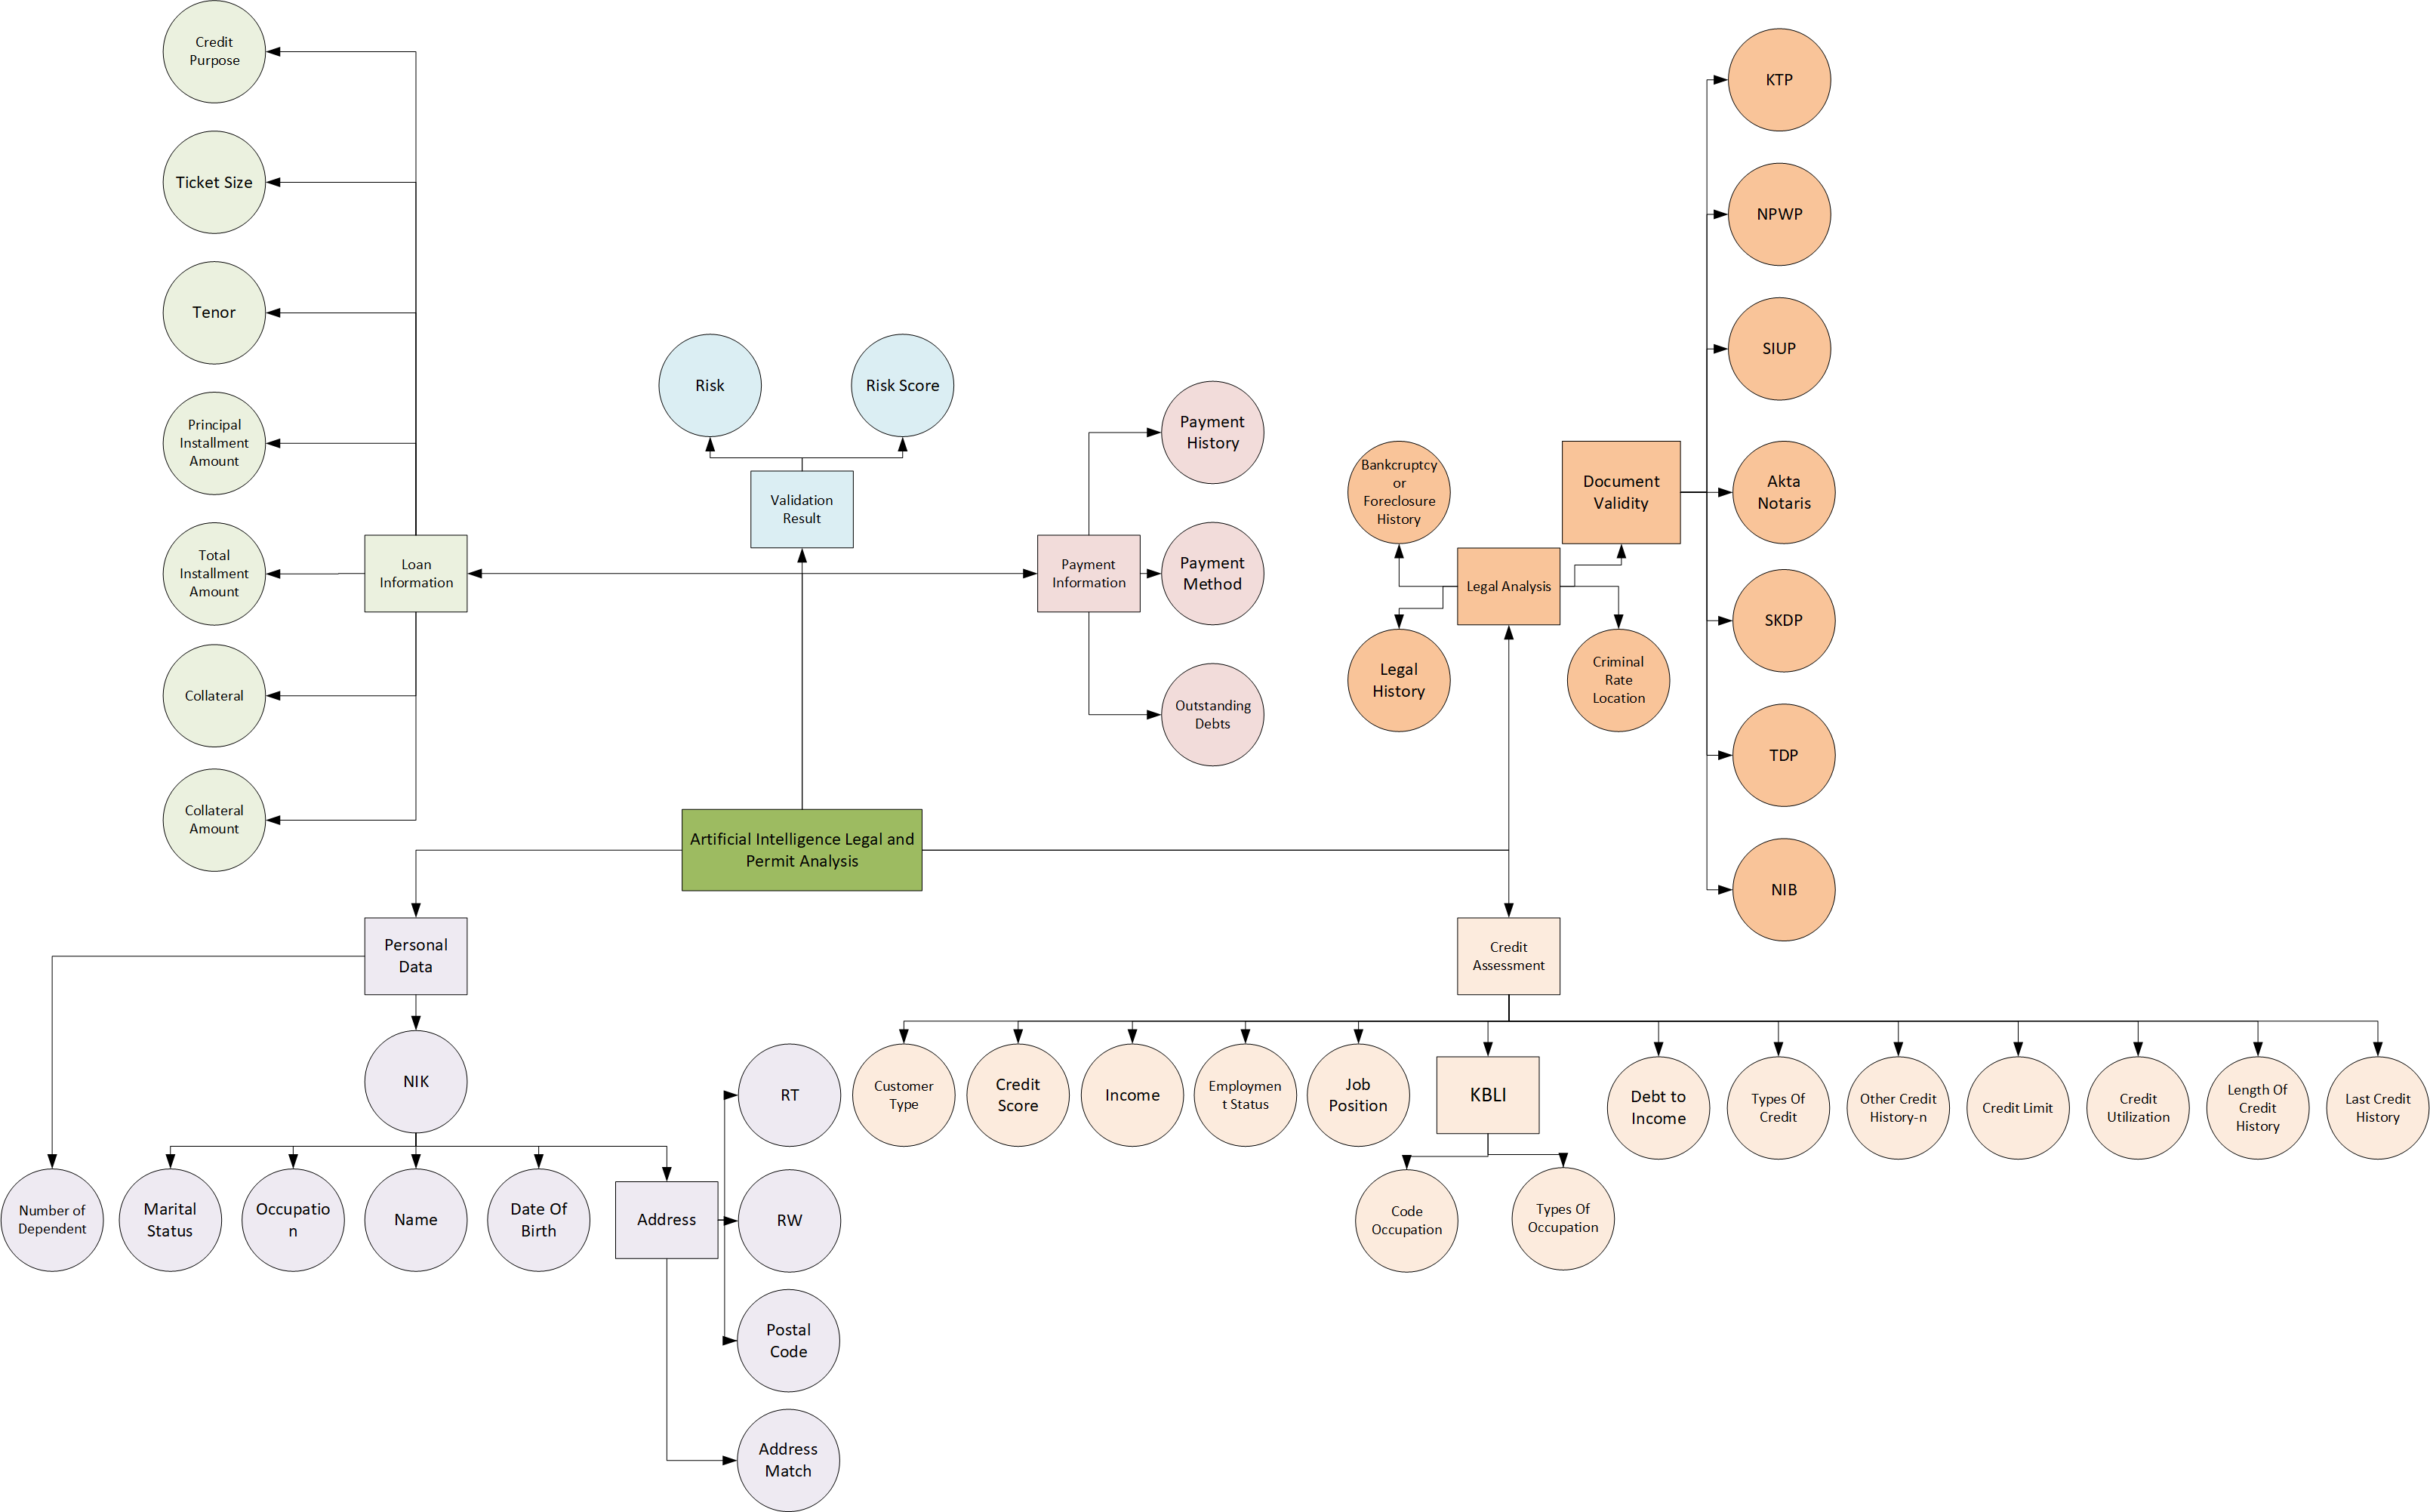 Credit
Purpose
Ticket Size
Tenor
Principal
Installment
Amount
Total
Installment
Amount
Collateral
Collateral
Amount
Loan
Information
Risk
Risk Score
Validation
Result
Payment
History
Payment
Information
Payment
Method
Outstanding
Debts
Bankcruptcy
or
Foreclosure
History
Legal Analysis
Legal
History
Criminal
Rate
Location
Document
Validity
KTP
NPWP
SIUP
Akta
Notaris
SKDP
TDP
NIB
Artificial Intelligence Legal and
Permit Analysis
Personal
Data
NIK
Number of
Dependent
Marital
Status
Occupatio
n
Name
Date Of
Birth
Address
RT
RW
Postal
Code
Address
Match
Credit
Assessment
Customer
Type
Credit
Score
Income
Employmen
t Status
Job
Position
KBLI
Code
Occupation
Types Of
Occupation
Debt to
Income
Types Of
Credit
Other Credit
History-n
Credit Limit
Credit
Utilization
Length Of
Credit
History
Last Credit
History